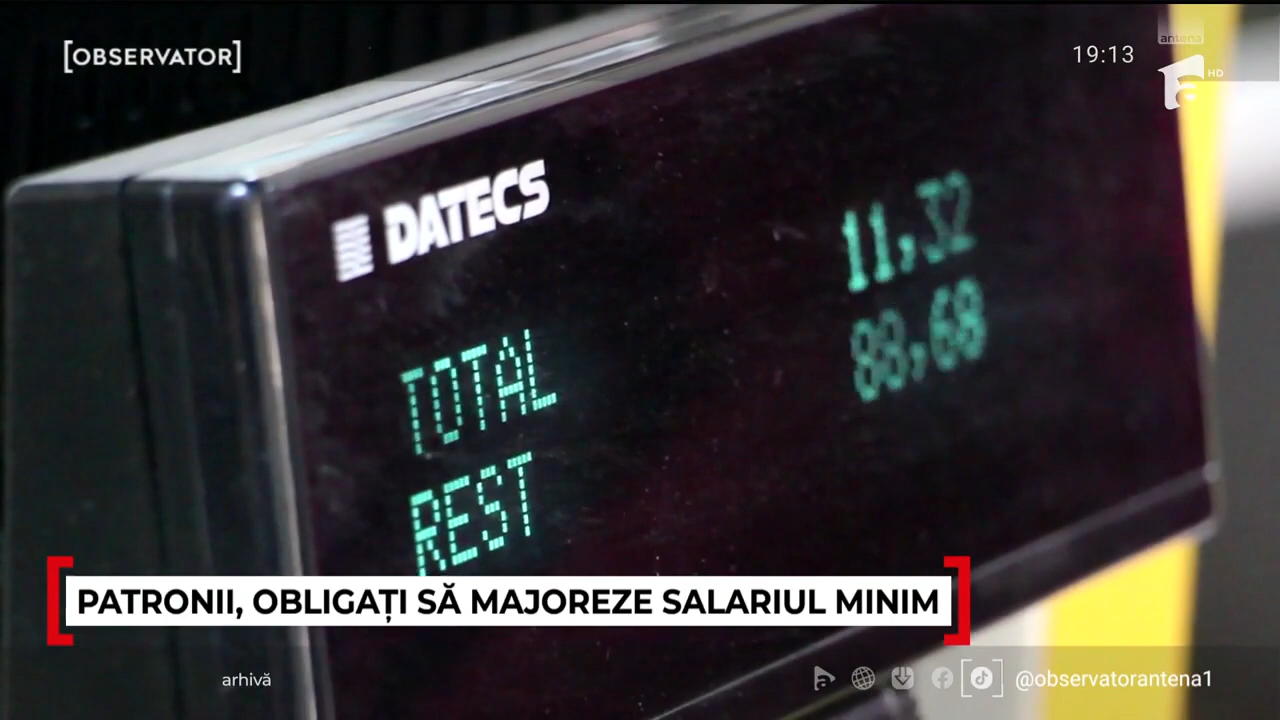 [OBSERVATOR]
19:13
antena
HD
DATECS
TOTAL 11,32
REST 88,68
PATRONII, OBLIGAȚI SĂ MAJOREZE SALARIUL MINIM
arhivă
@observatorantena1